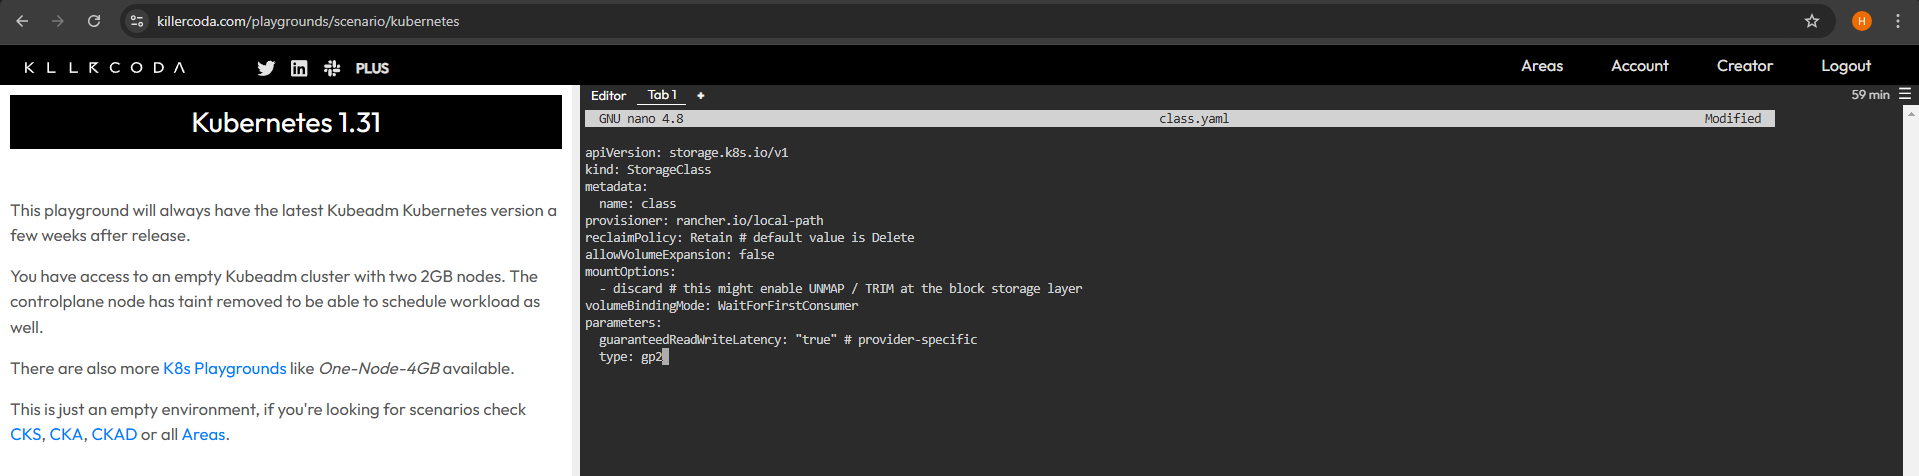 killercoda.com/playgrounds/scenario/kubernetes
H
KLLRCODA
PLUS
Areas
Account
Creator
Logout
Kubernetes 1.31
This playground will always have the latest Kubeadm Kubernetes version a
few weeks after release.
You have access to an empty Kubeadm cluster with two 2GB nodes. The
controlplane node has taint removed to be able to schedule workload as
well.
There are also more K8s Playgrounds like One-Node-4GB available.
This is just an empty environment, if you're looking for scenarios check
CKS, CKA, CKAD or all Areas.
Editor
Tab 1
+
59 min
GNU nano 4.8
class.yaml
Modified
apiVersion: storage.k8s.io/v1
kind: StorageClass
metadata:
  name: class
provisioner: rancher.io/local-path
reclaimPolicy: Retain # default value is Delete
allowVolumeExpansion: false
mountOptions:
  - discard # this might enable UNMAP / TRIM at the block storage layer
volumeBindingMode: WaitForFirstConsumer
parameters:
  guaranteedReadWriteLatency: "true" # provider-specific
  type: gp2